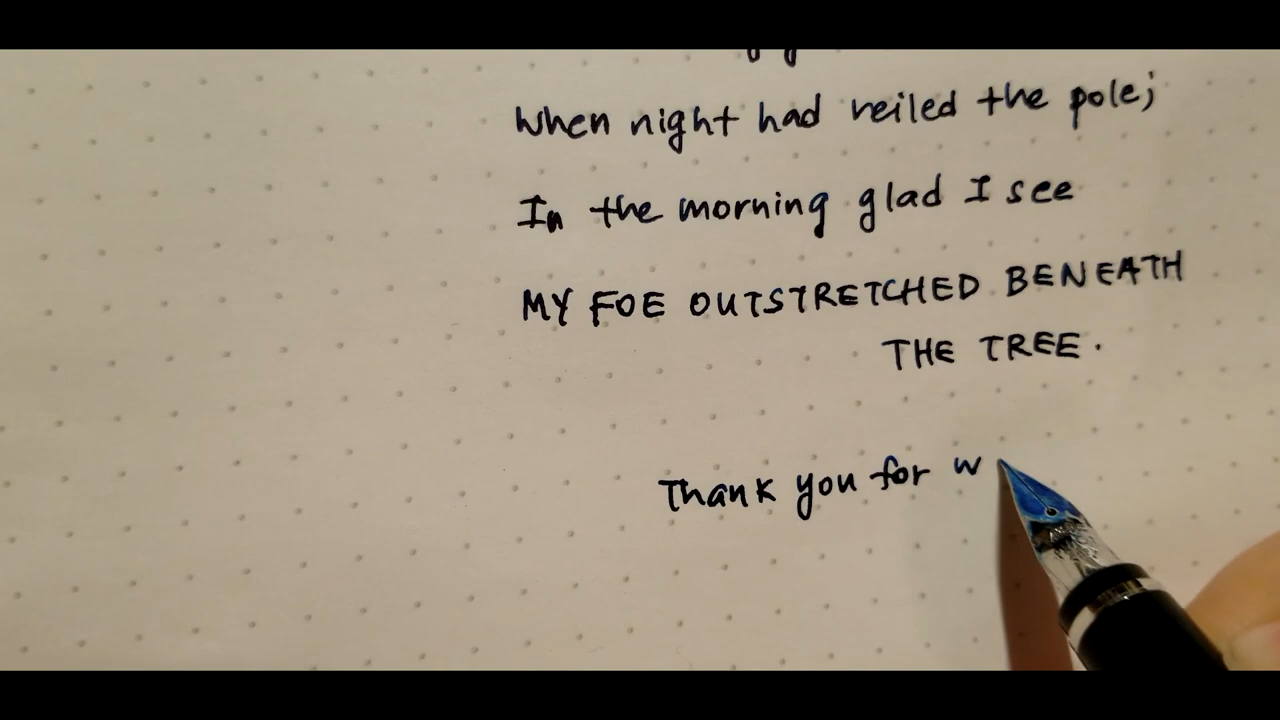 When night had veiled the pole;
In the morning glad I see
MY FOE OUTSTRETCHED BENEATH
THE TREE.
Thank you for w